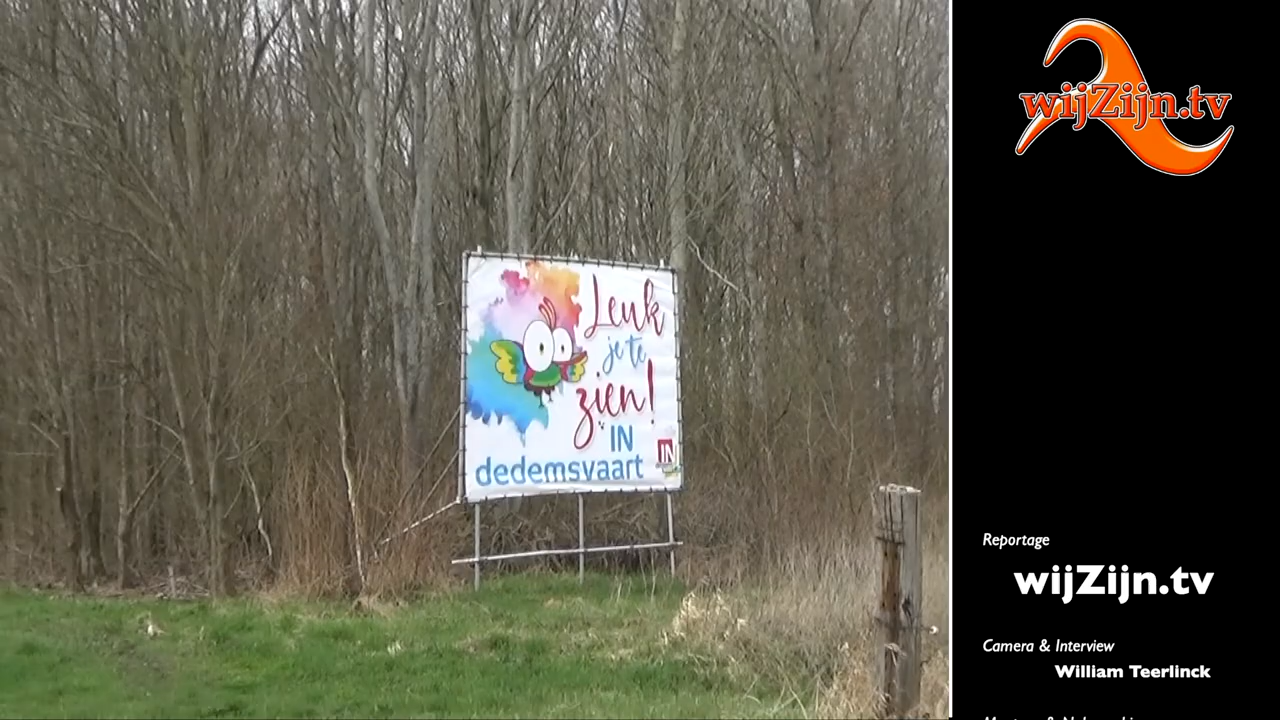 Leuk
je te
zien!
IN
dedemsvaart
IN
wijZijn.tv
Reportage
wijZijn.tv
Camera & Interview
William Teerlinck